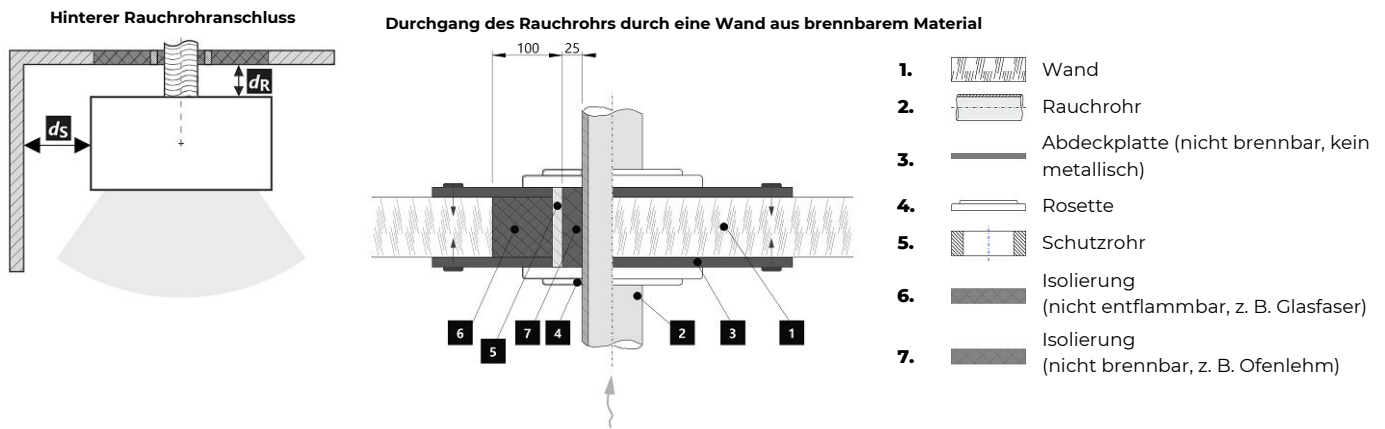 Hinterer Rauchrohranschluss
dR
dS
Durchgang des Rauchrohrs durch eine Wand aus brennbarem Material
100
25
6
5
7
4
2
3
1
1. Wand
2. Rauchrohr
3. Abdeckplatte (nicht brennbar, kein
metallisch)
4. Rosette
5. Schutzrohr
6. Isolierung
(nicht entflammbar, z. B. Glasfaser)
7. Isolierung
(nicht brennbar, z. B. Ofenlehm)